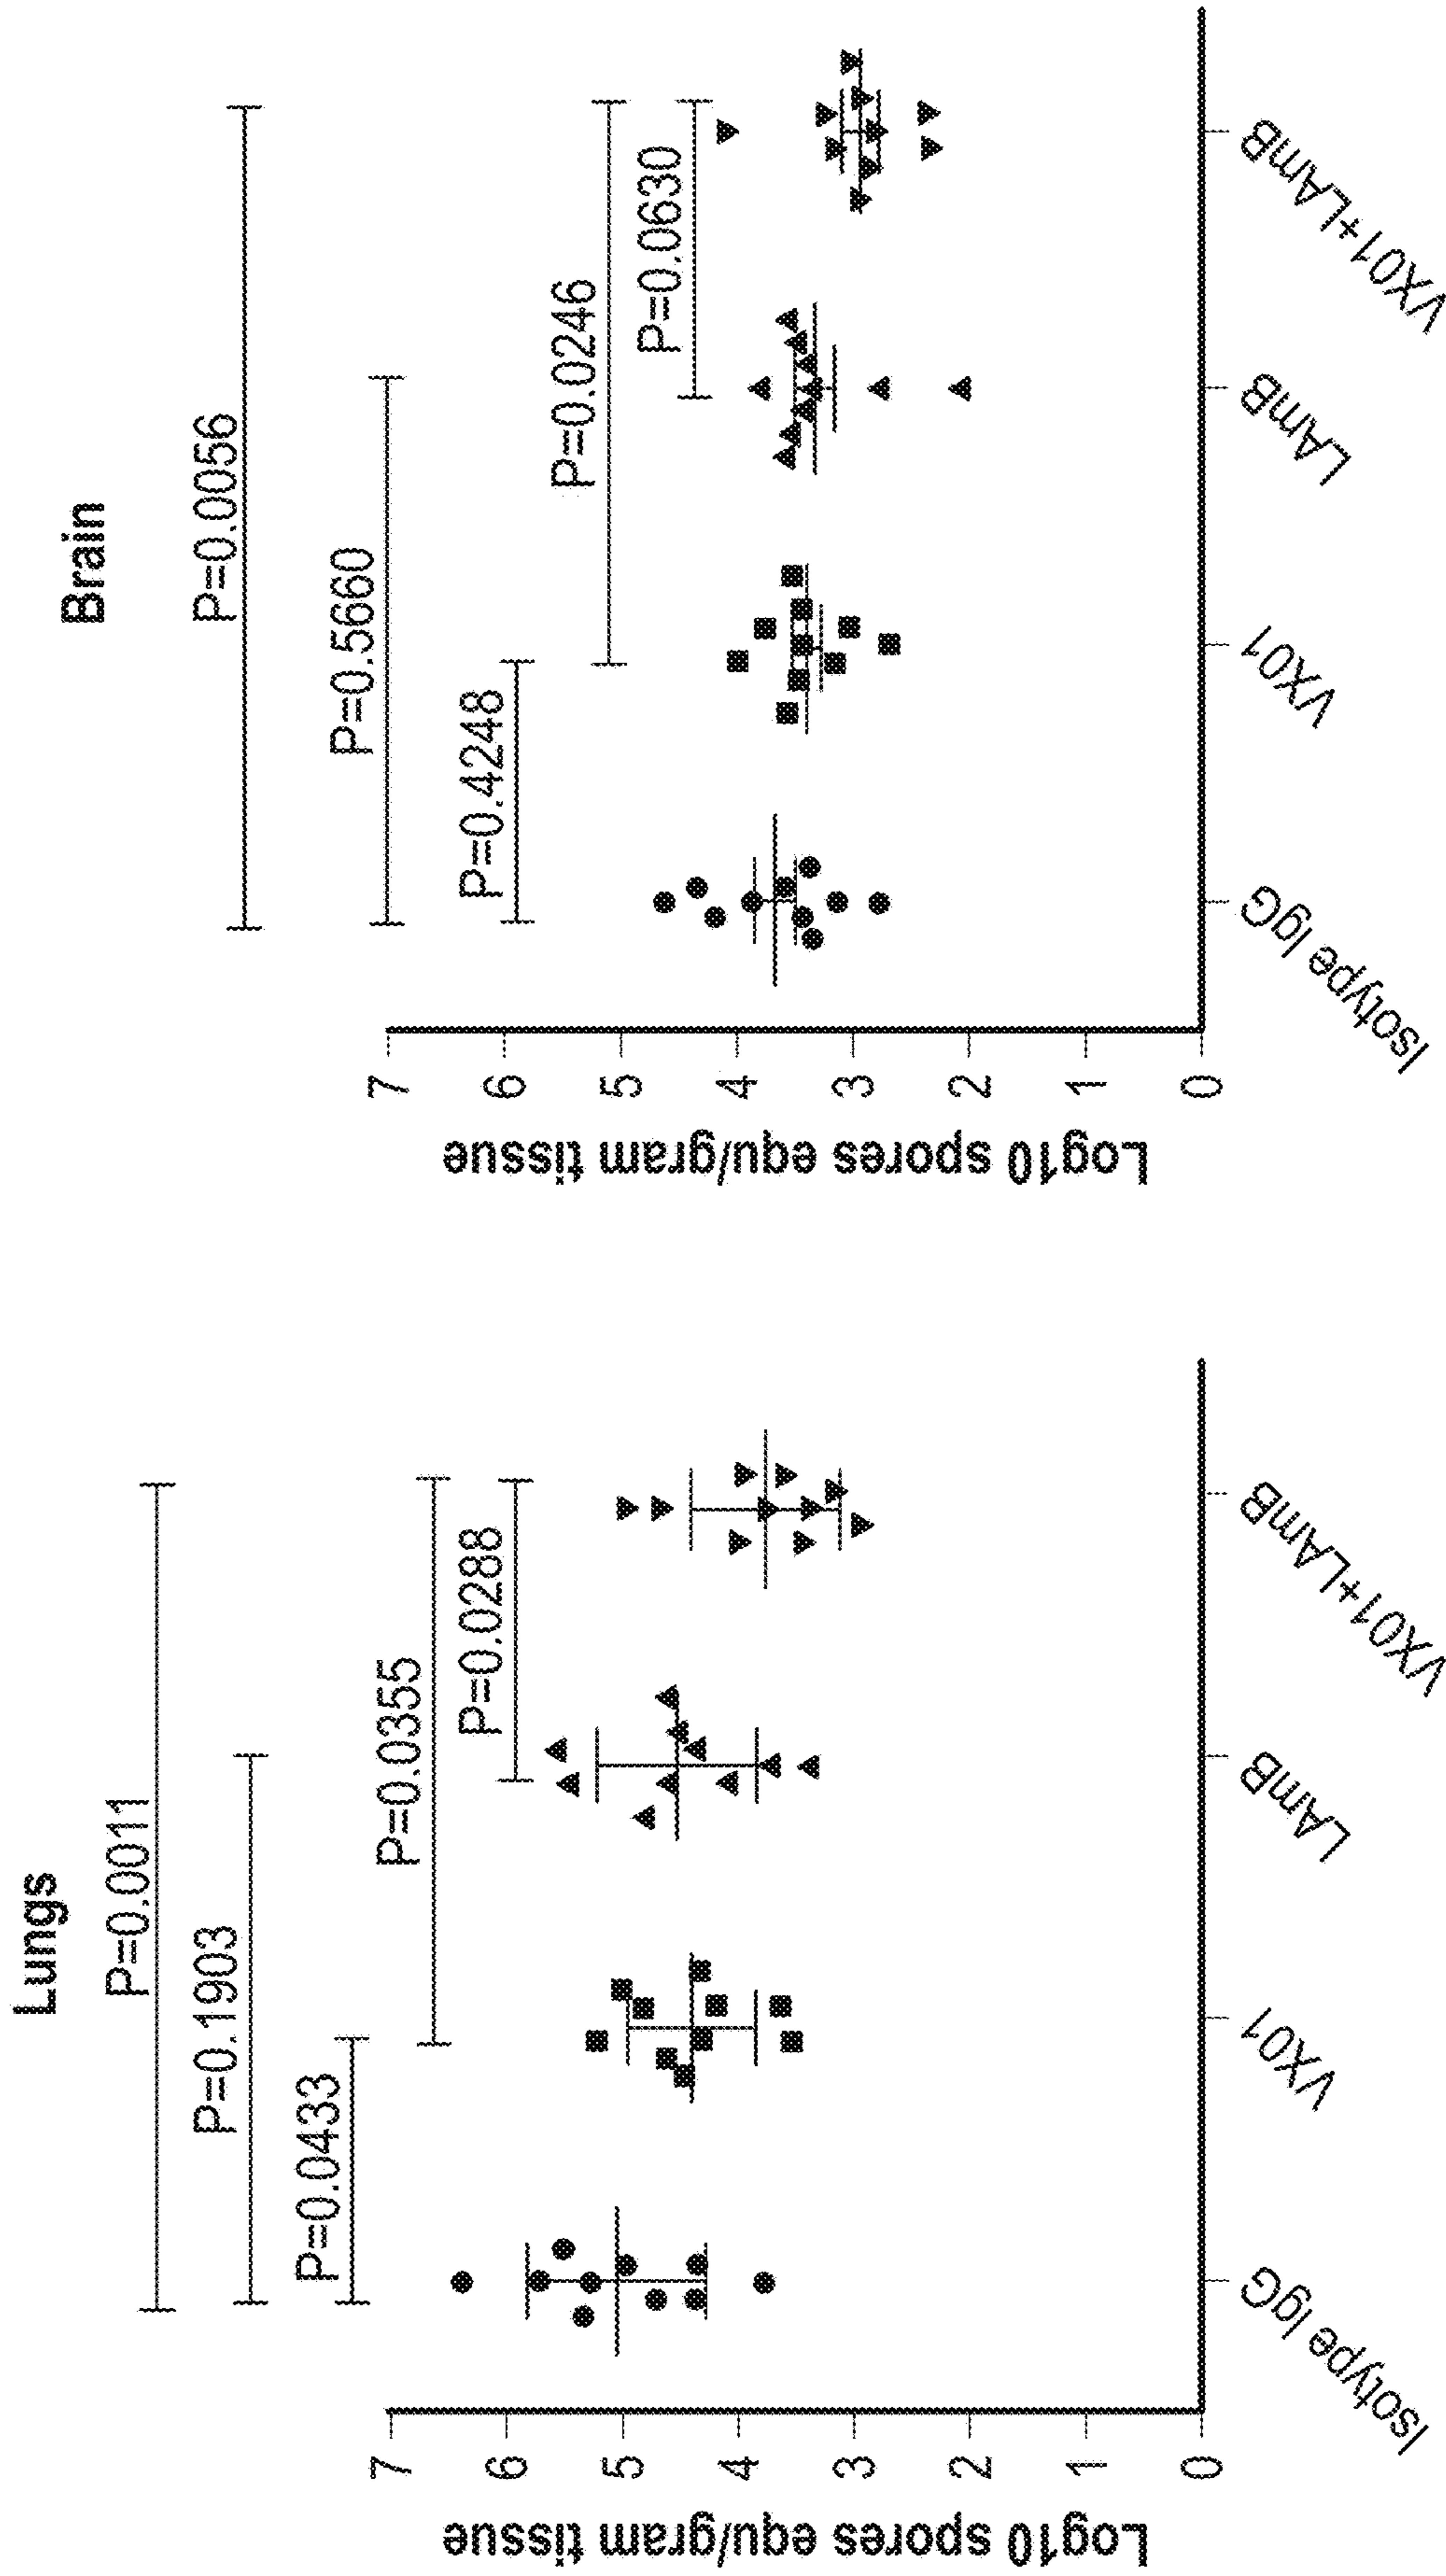 Lungs
P=0.0011
P=0.1903
P=0.0433
P=0.0355
P=0.0288
Log10 spores equ/gram tissue
7
6
5
4
3
2
1
0
Isotype IgG
VX01
LAmB
VX01+LAmB
Brain
P=0.0056
P=0.5660
P=0.4248
P=0.0246
P=0.0630
Log10 spores equ/gram tissue
7
6
5
4
3
2
1
0
Isotype IgG
VX01
LAmB
VX01+LAmB